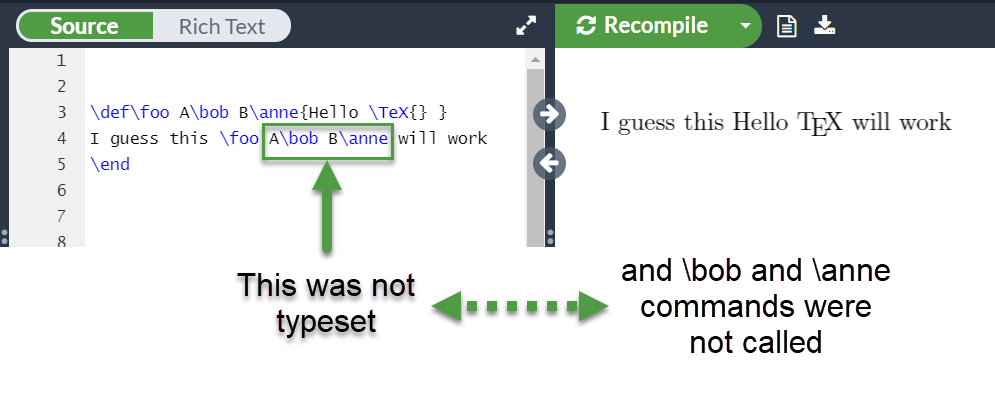 Source Rich Text
Recompile
1
2
3 \def\foo A\bob B\anne{Hello \TeX{} }
4 I guess this \foo A\bob B\anne will work
5 \end
6
7
8
I guess this Hello TEX will work
This was not
typeset
and \bob and \anne
commands were
not called